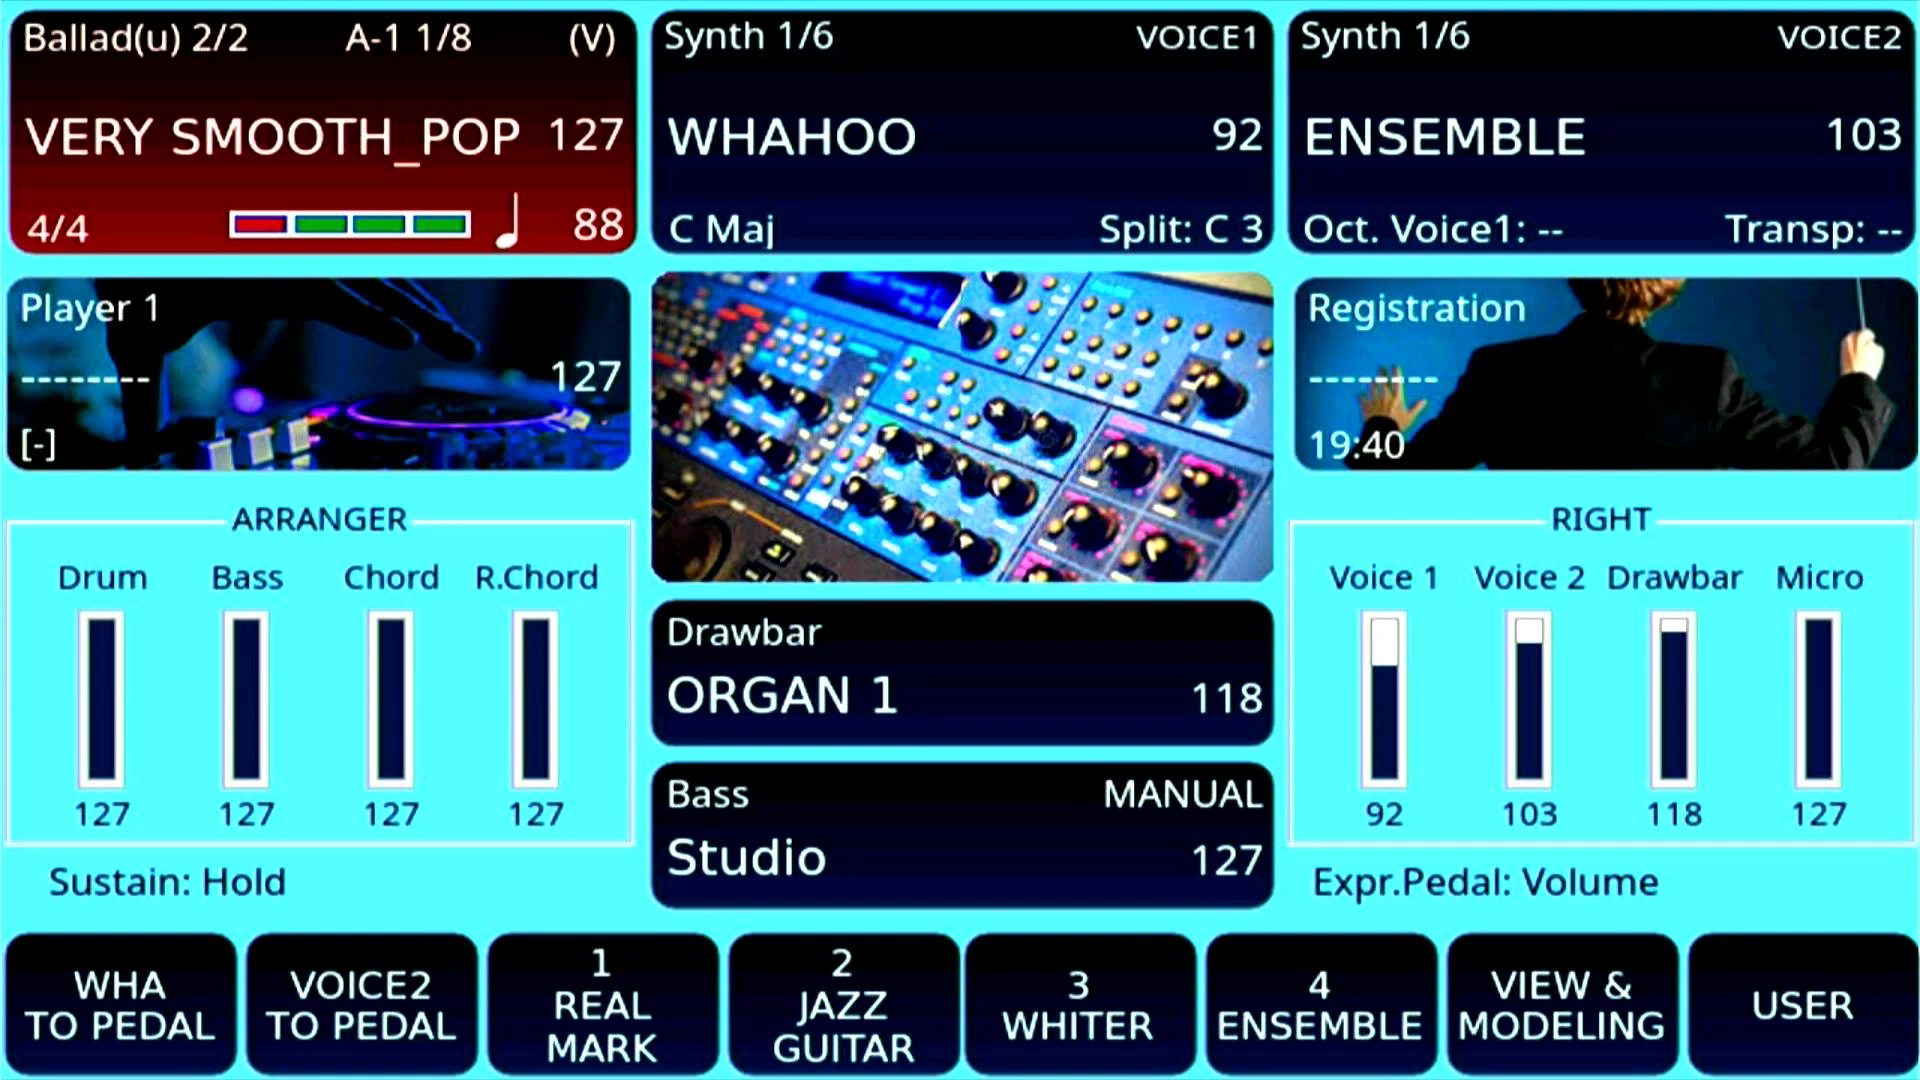 Ballad(u) 2/2 A-1 1/8 (V)
VERY SMOOTH_POP 127
4/4 88
Synth 1/6 VOICE1
WHAHOO 92
C Maj Split: C 3
Synth 1/6 VOICE2
ENSEMBLE 103
Oct. Voice1: -- Transp: --
Player 1
-------- 127
[-]
Registration
--------
19:40
ARRANGER
Drum Bass Chord R.Chord
127 127 127 127
Sustain: Hold
Drawbar
ORGAN 1 118
Bass MANUAL
Studio 127
RIGHT
Voice 1 Voice 2 Drawbar Micro
92 103 118 127
Expr.Pedal: Volume
WHA
TO PEDAL
VOICE2
TO PEDAL
1
REAL
MARK
2
JAZZ
GUITAR
3
WHITER
4
ENSEMBLE
VIEW &
MODELING
USER